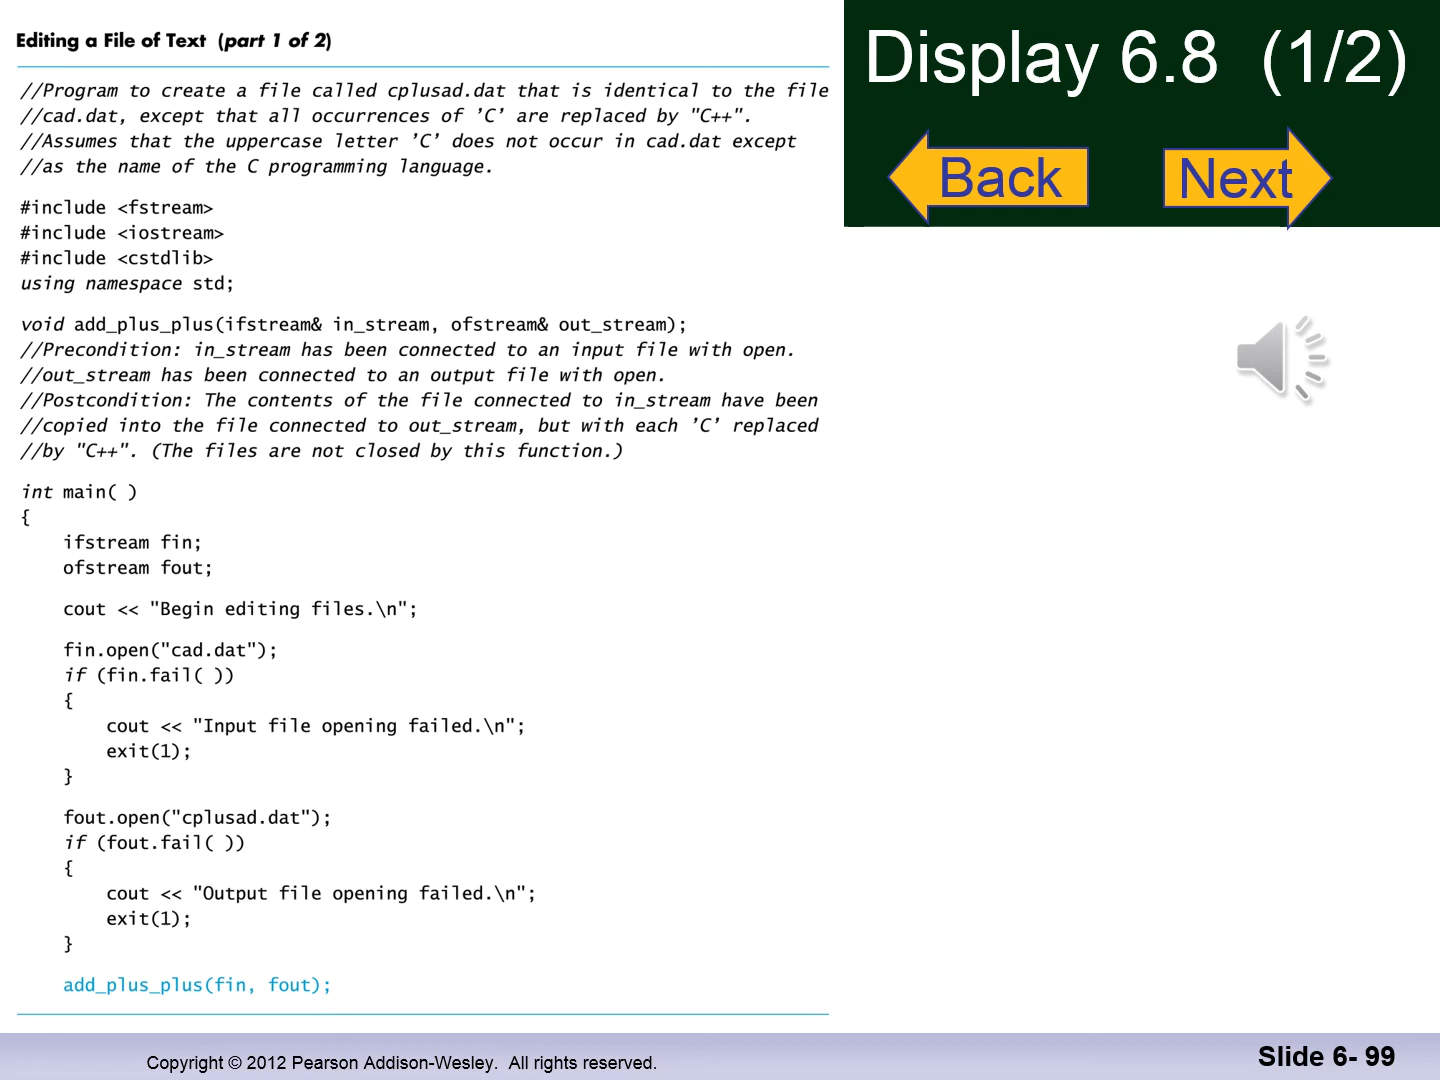 Editing a File of Text (part 1 of 2)
//Program to create a file called cplusad.dat that is identical to the file
//cad.dat, except that all occurrences of ’C’ are replaced by "C++".
//Assumes that the uppercase letter ’C’ does not occur in cad.dat except
//as the name of the C programming language.
#include <fstream>
#include <iostream>
#include <cstdlib>
using namespace std;
void add_plus_plus(ifstream& in_stream, ofstream& out_stream);
//Precondition: in_stream has been connected to an input file with open.
//out_stream has been connected to an output file with open.
//Postcondition: The contents of the file connected to in_stream have been
//copied into the file connected to out_stream, but with each ’C’ replaced
//by "C++". (The files are not closed by this function.)
int main( )
{
    ifstream fin;
    ofstream fout;
    cout << "Begin editing files.\n";
    fin.open("cad.dat");
    if (fin.fail( ))
    {
        cout << "Input file opening failed.\n";
        exit(1);
    }
    fout.open("cplusad.dat");
    if (fout.fail( ))
    {
        cout << "Output file opening failed.\n";
        exit(1);
    }
    add_plus_plus(fin, fout);
Display 6.8 (1/2)
Back
Next
Copyright © 2012 Pearson Addison-Wesley. All rights reserved.
Slide 6- 99